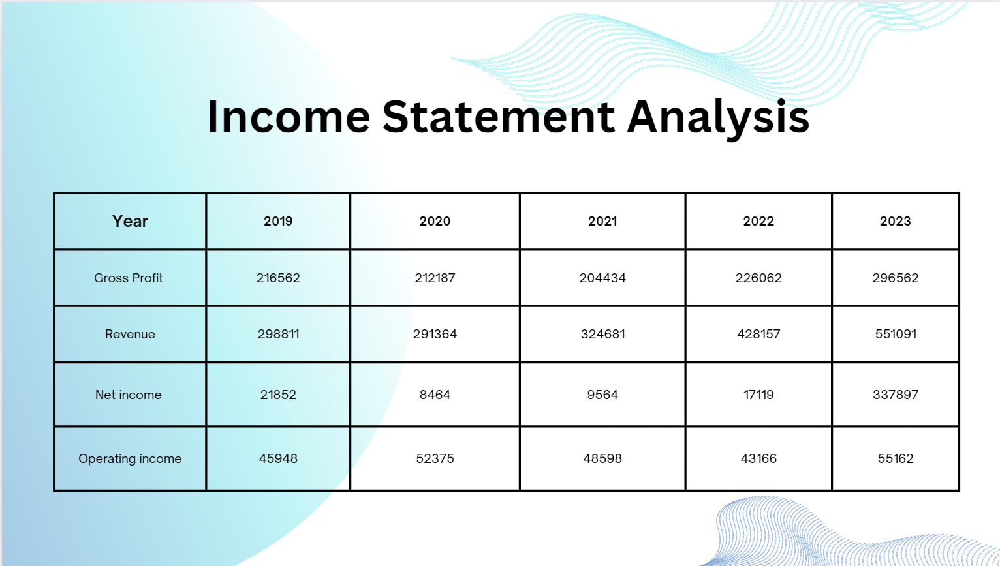 Income Statement Analysis
Year 2019 2020 2021 2022 2023
Gross Profit 216562 212187 204434 226062 296562
Revenue 298811 291364 324681 428157 551091
Net income 21852 8464 9564 17119 337897
Operating income 45948 52375 48598 43166 55162